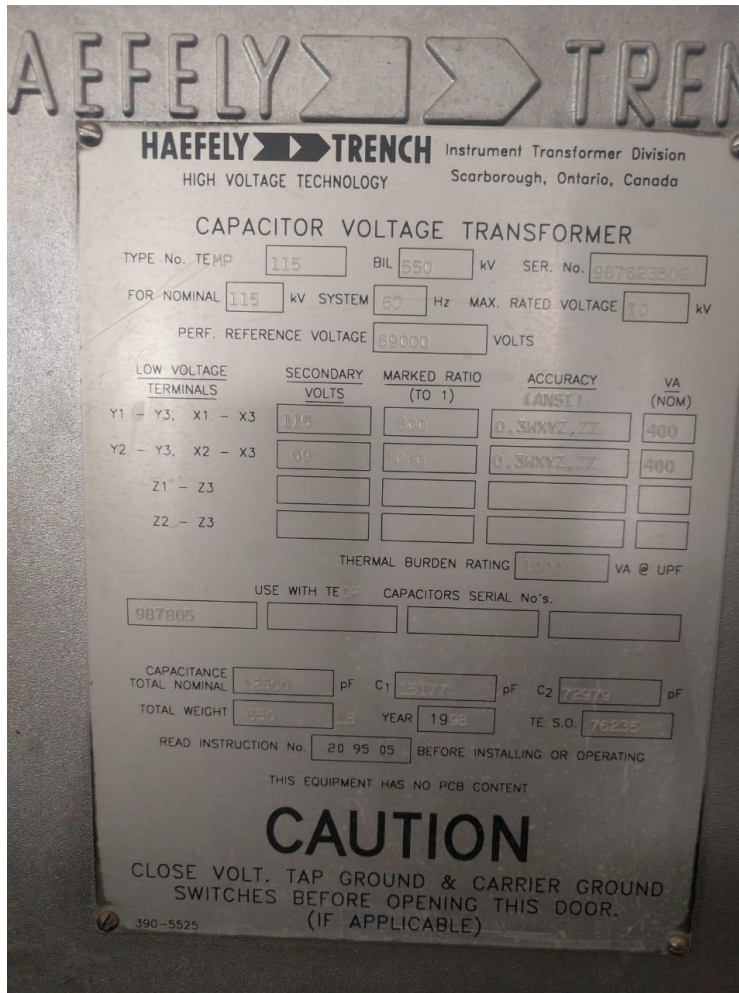 AEFELY TREN
HAEFELY TRENCH Instrument Transformer Division
HIGH VOLTAGE TECHNOLOGY Scarborough, Ontario, Canada
CAPACITOR VOLTAGE TRANSFORMER
TYPE No. TEMP 115 BIL 550 kV SER. No. 987623502
FOR NOMINAL 115 kV SYSTEM 60 Hz MAX. RATED VOLTAGE kV
PERF. REFERENCE VOLTAGE 69000 VOLTS
LOW VOLTAGE SECONDARY MARKED RATIO ACCURACY VA
TERMINALS VOLTS (TO 1) (ANSI) (NOM)
Y1 - Y3, X1 - X3 115 600 0.3WXYZ,ZZ 400
Y2 - Y3, X2 - X3 69 1000 0.3WXYZ,ZZ 400
Z1 - Z3
Z2 - Z3
THERMAL BURDEN RATING 1000 VA @ UPF
USE WITH TE CAPACITORS SERIAL No's.
987805
CAPACITANCE
TOTAL NOMINAL pF C1 15177 pF C2 72979 pF
TOTAL WEIGHT 850 LB YEAR 1998 TE S.O. 76235
READ INSTRUCTION No. 20 95 05 BEFORE INSTALLING OR OPERATING
THIS EQUIPMENT HAS NO PCB CONTENT
CAUTION
CLOSE VOLT. TAP GROUND & CARRIER GROUND
SWITCHES BEFORE OPENING THIS DOOR.
390-5525 (IF APPLICABLE)